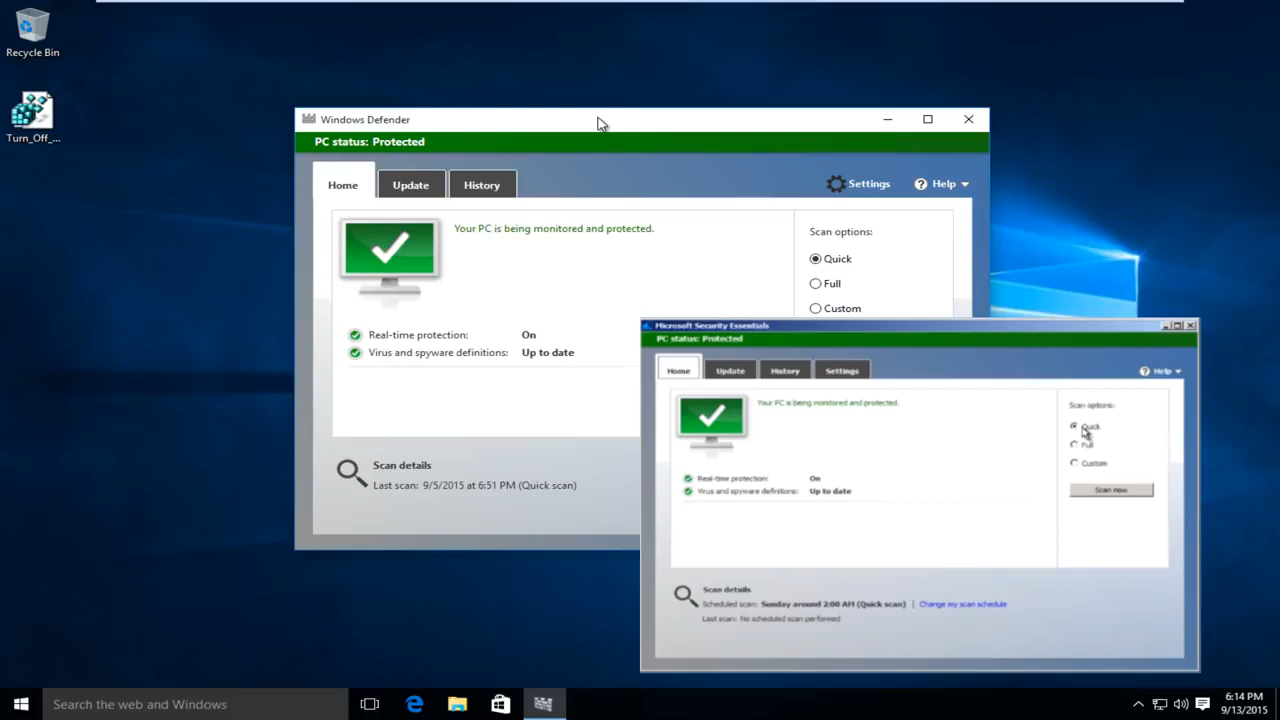 Recycle Bin
Turn_Off_...
Windows Defender
PC status: Protected
Home
Update
History
Settings
Help
Your PC is being monitored and protected.
Scan options:
Quick
Full
Custom
Real-time protection: On
Virus and spyware definitions: Up to date
Scan details
Last scan: 9/5/2015 at 6:51 PM (Quick scan)
Microsoft Security Essentials
PC status: Protected
Home
Update
History
Settings
Help
Your PC is being monitored and protected.
Scan options:
Quick
Full
Custom
Scan now
Real-time protection: On
Virus and spyware definitions: Up to date
Scan details
Scheduled scan: Sunday around 2:00 AM (Quick scan) | Change my scan schedule
Last scan: No scheduled scan performed
Search the web and Windows
6:14 PM
9/13/2015